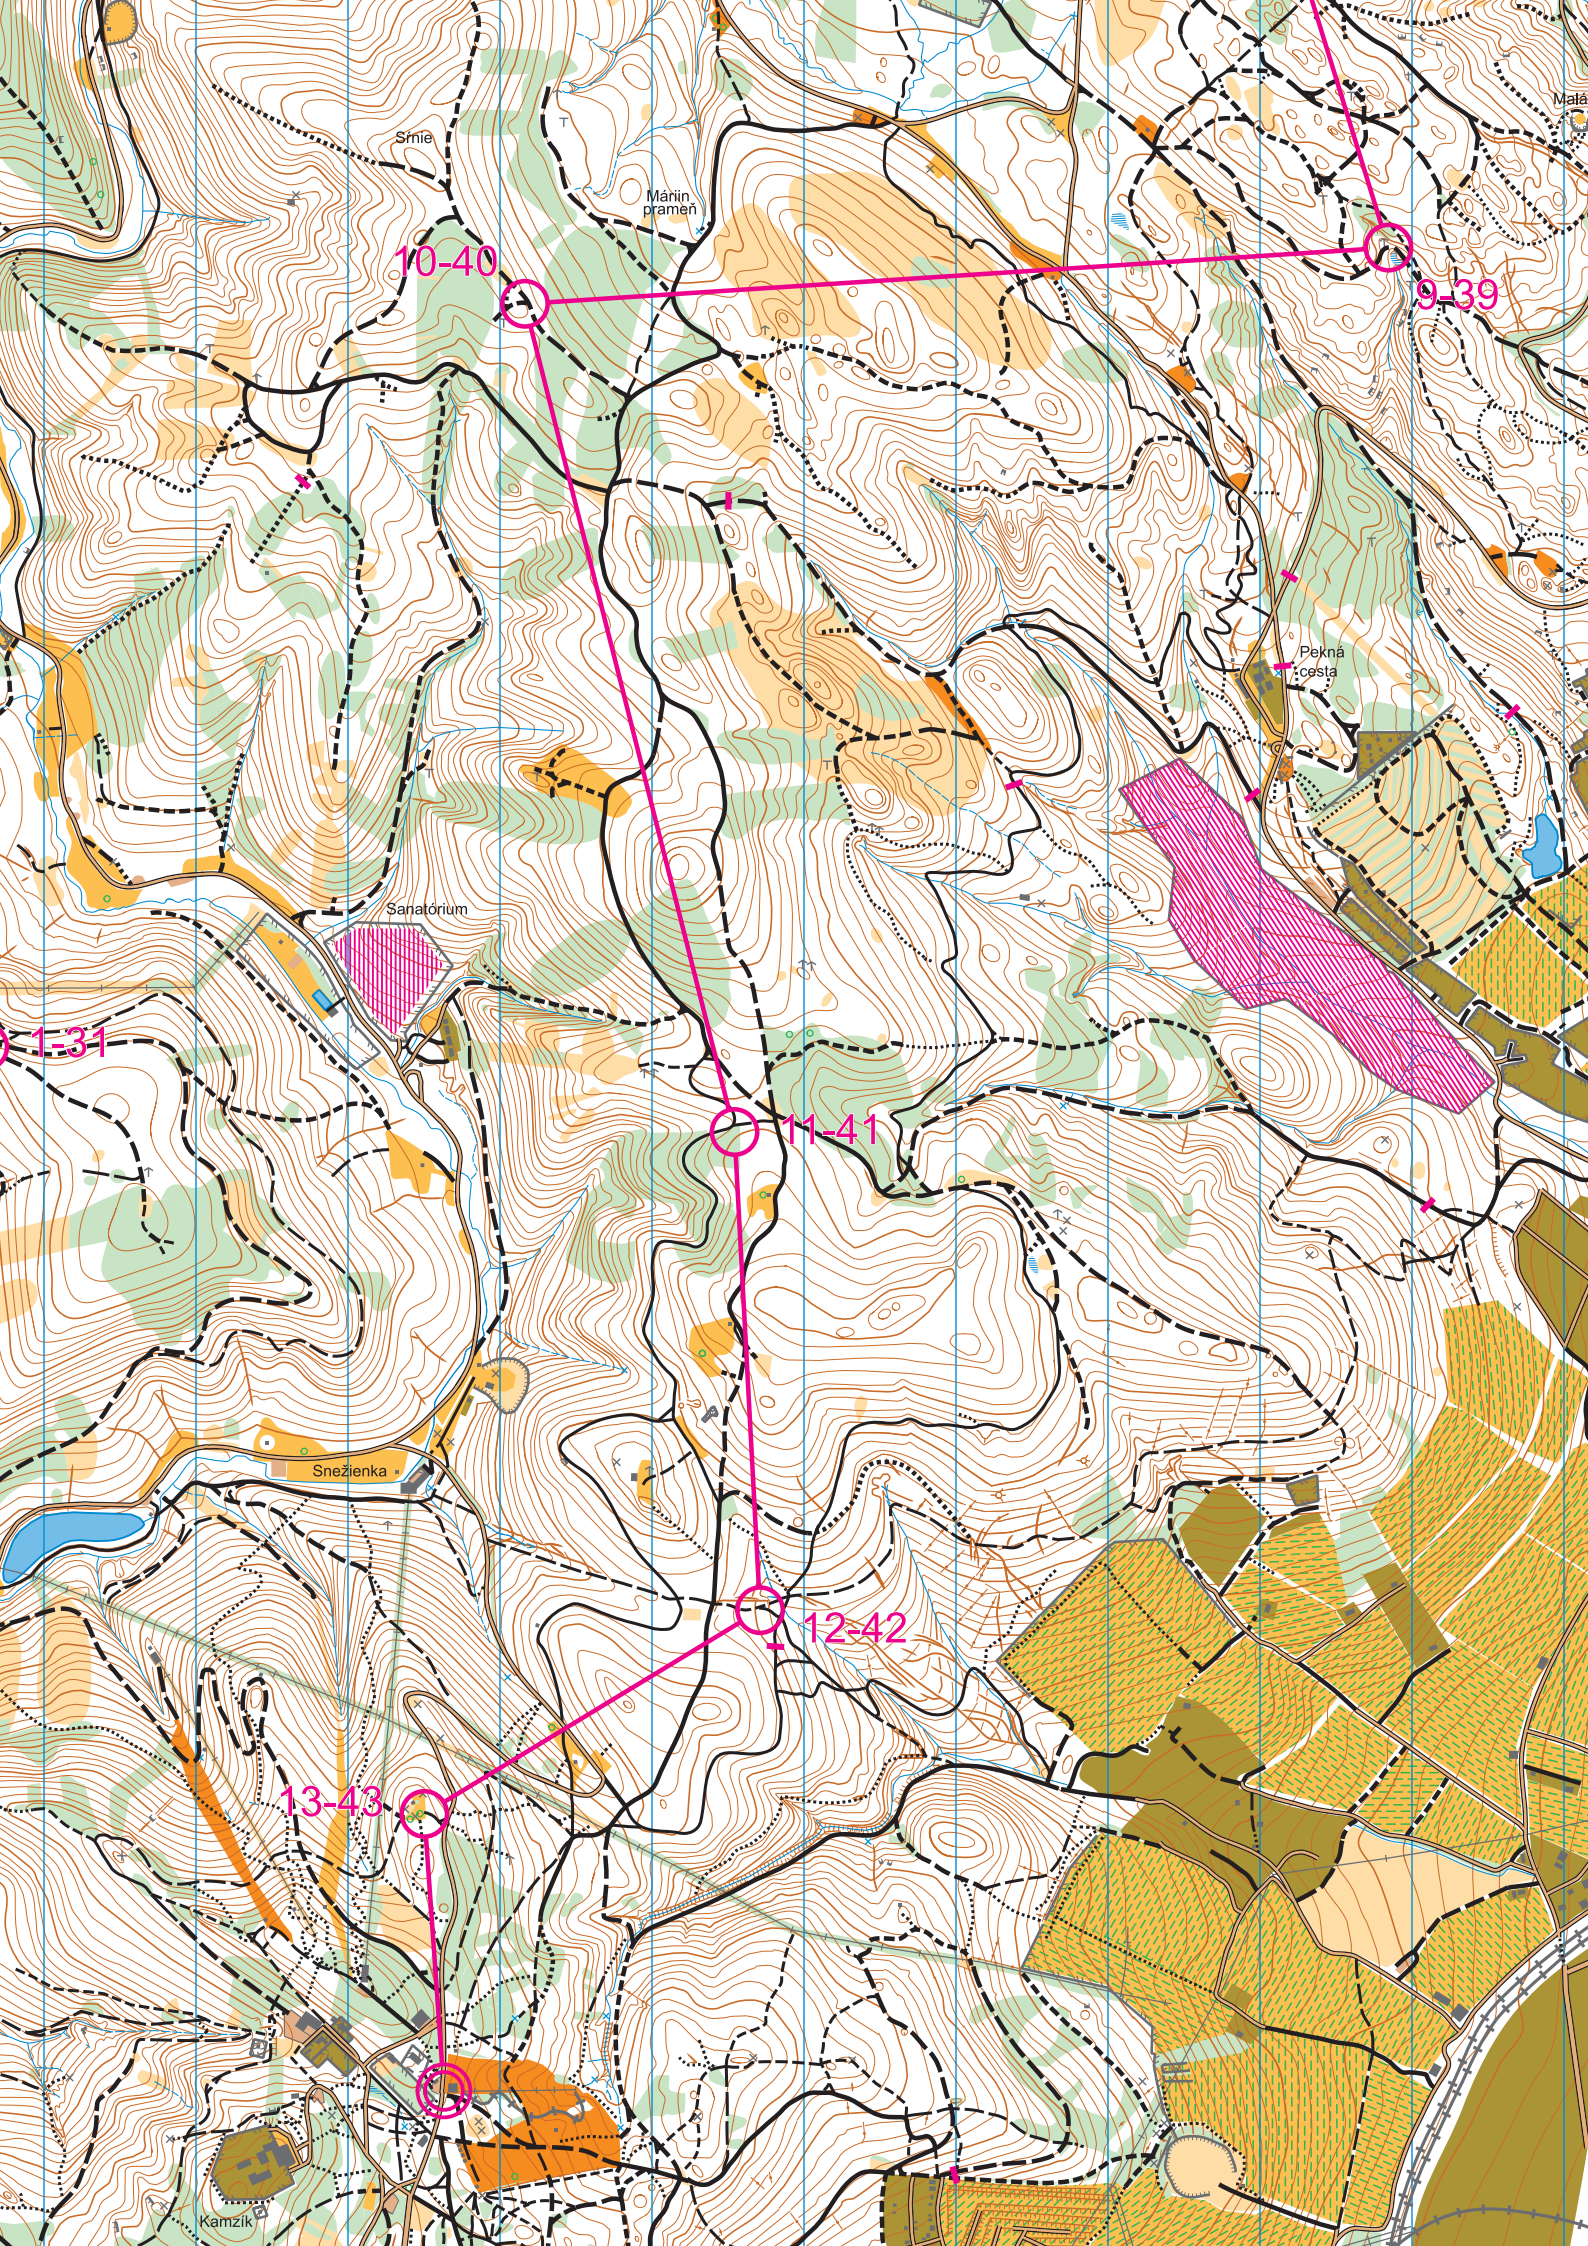 Malá
Sŕnie
Máriin
prameň
10-40
9-39
Pekná
cesta
Sanatórium
1-31
11-41
Snežienka
12-42
13-43
Kamzík